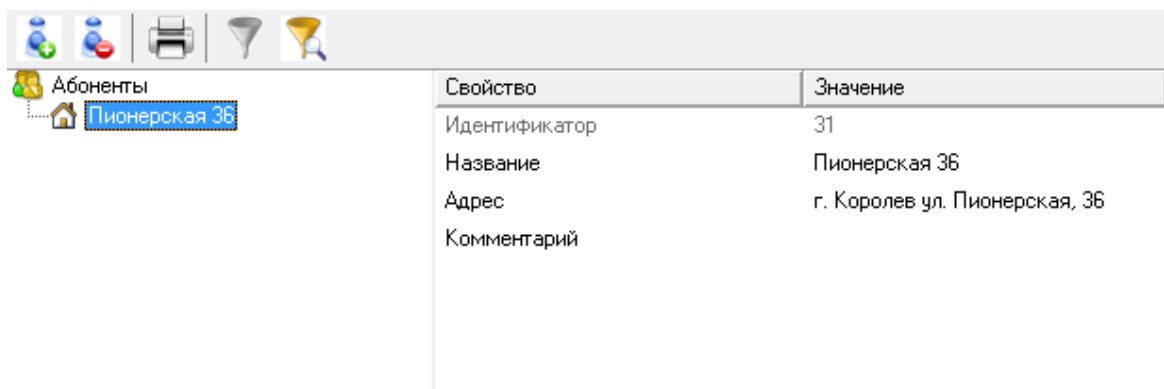 Абоненты
Пионерская 36
Свойство Значение
Идентификатор 31
Название Пионерская 36
Адрес г. Королев ул. Пионерская, 36
Комментарий